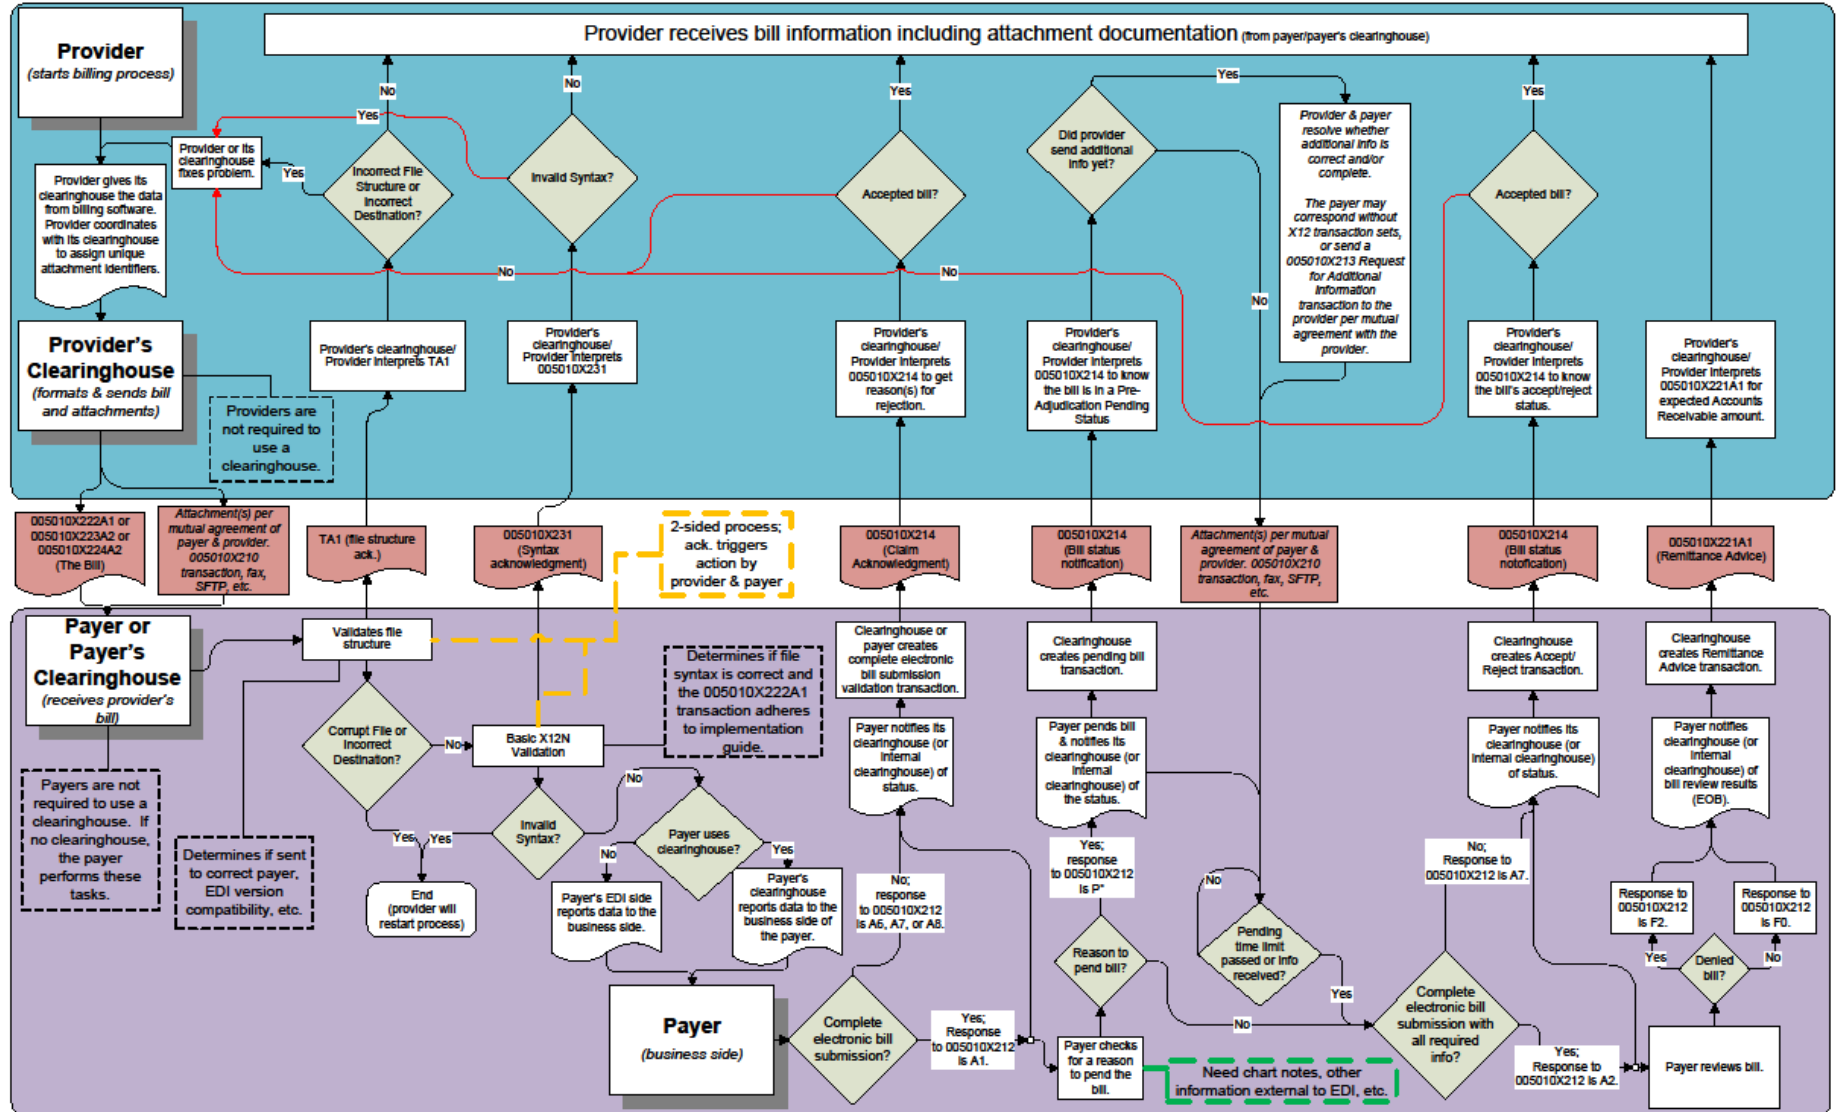 Provider receives bill information including attachment documentation (from payer/payer's clearinghouse)
Provider
(starts billing process)
No
No
Yes
Yes
Yes
Yes
Provider or its
clearinghouse
fixes problem.
Yes
Incorrect File
Structure or
Incorrect
Destination?
Invalid Syntax?
Accepted bill?
Did provider
send additional
info yet?
Provider & payer
resolve whether
additional info is
correct and/or
complete.
The payer may
correspond without
X12 transaction sets,
or send a
005010X213 Request
for Additional
Information
transaction to the
provider per mutual
agreement with the
provider.
Accepted bill?
Provider gives its
clearinghouse the data
from billing software.
Provider coordinates
with its clearinghouse
to assign unique
attachment identifiers.
No
No
No
Provider's
Clearinghouse
(formats & sends bill
and attachments)
Providers are
not required to
use a
clearinghouse.
Provider's clearinghouse/
Provider interprets TA1
Provider's
clearinghouse/
Provider interprets
005010X231
Provider's
clearinghouse/
Provider interprets
005010X214 to get
reason(s) for
rejection.
Provider's
clearinghouse/
Provider interprets
005010X214 to know
the bill is in a Pre-
Adjudication Pending
Status
Provider's
clearinghouse/
Provider interprets
005010X214 to know
the bill's accept/reject
status.
Provider's
clearinghouse/
Provider interprets
005010X221A1 for
expected Accounts
Receivable amount.
005010X222A1 or
005010X223A2 or
005010X224A2
(The Bill)
Attachment(s) per
mutual agreement of
payer & provider.
005010X210
transaction, fax,
SFTP, etc.
TA1 (file structure
ack.)
005010X231
(Syntax
acknowledgment)
2-sided process;
ack. triggers
action by
provider & payer
005010X214
(Claim
Acknowledgment)
005010X214
(Bill status
notification)
Attachment(s) per mutual
agreement of payer &
provider. 005010X210
transaction, fax, SFTP,
etc.
005010X214
(Bill status
notofication)
005010X221A1
(Remittance Advice)
Payer or
Payer's
Clearinghouse
(receives provider's
bill)
Validates file
structure
Determines if file
syntax is correct and
the 005010X222A1
transaction adheres
to implementation
guide.
Clearinghouse or
payer creates
complete electronic
bill submission
validation transaction.
Clearinghouse
creates pending bill
transaction.
Clearinghouse
creates Accept/
Reject transaction.
Clearinghouse
creates Remittance
Advice transaction.
Corrupt File or
Incorrect
Destination?
No
Basic X12N
Validation
Payer notifies its
clearinghouse (or
internal
clearinghouse) of
status.
Payer pends bill
& notifies its
clearinghouse (or
internal
clearinghouse) of
the status.
Payer notifies its
clearinghouse (or
internal clearinghouse)
of status.
Payer notifies
clearinghouse (or
internal
clearinghouse) of
bill review results
(EOB).
Payers are not
required to use a
clearinghouse. If
no clearinghouse,
the payer
performs these
tasks.
Determines if sent
to correct payer,
EDI version
compatibility, etc.
Yes
Yes
Invalid
Syntax?
No
Payer uses
clearinghouse?
No
Yes
End
(provider will
restart process)
Payer's EDI side
reports data to the
business side.
Payer's
clearinghouse
reports data to the
business side of
the payer.
No;
response
to 005010X212
is A6, A7, or A8.
Yes;
response
to 005010X212
is P*
No
No;
Response to
005010X212 is A7.
Response to
005010X212
is F2.
Response to
005010X212
is F0.
Reason to
pend bill?
Pending
time limit
passed or info
received?
Yes
No
Denied
bill?
Yes
No
Payer
(business side)
Complete
electronic bill
submission?
Yes;
Response
to 005010X212
is A1.
Payer checks
for a reason
to pend the
bill.
Need chart notes, other
information external to EDI, etc.
Complete
electronic bill
submission with
all required
info?
Yes;
Response to
005010X212 is A2.
Payer reviews bill.